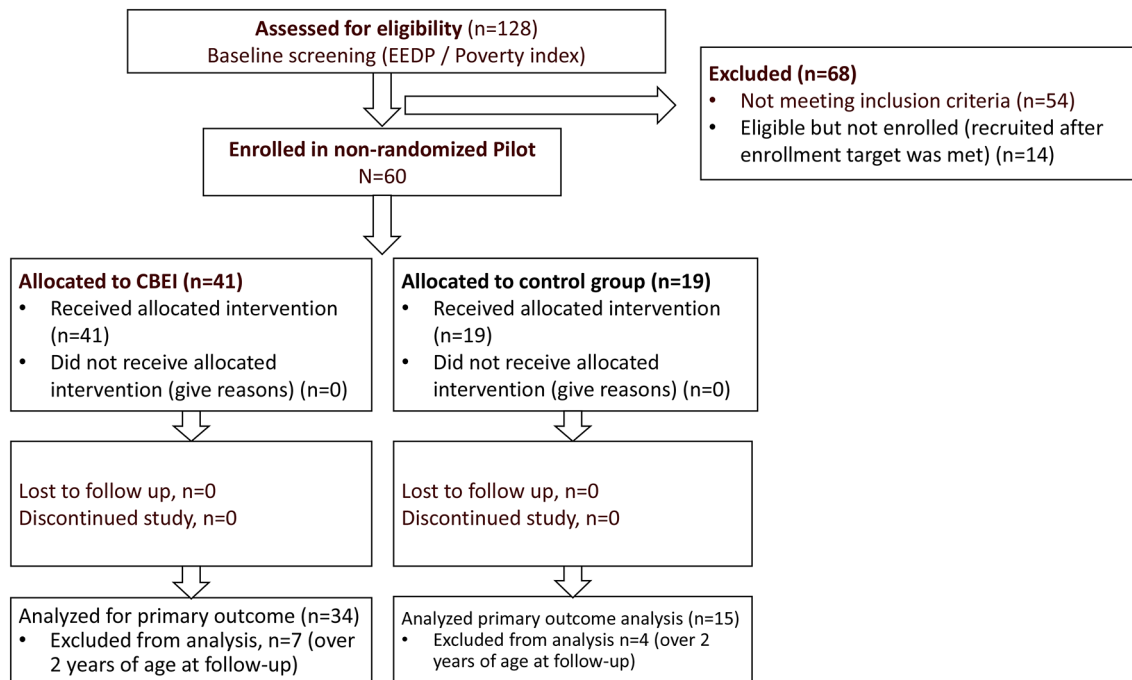 Assessed for eligibility (n=128)
Baseline screening (EEDP / Poverty index)
Excluded (n=68)
• Not meeting inclusion criteria (n=54)
• Eligible but not enrolled (recruited after
enrollment target was met) (n=14)
Enrolled in non-randomized Pilot
N=60
Allocated to CBEI (n=41)
• Received allocated intervention
(n=41)
• Did not receive allocated
intervention (give reasons) (n=0)
Allocated to control group (n=19)
• Received allocated intervention
(n=19)
• Did not receive allocated
intervention (give reasons) (n=0)
Lost to follow up, n=0
Discontinued study, n=0
Lost to follow up, n=0
Discontinued study, n=0
Analyzed for primary outcome (n=34)
• Excluded from analysis, n=7 (over
2 years of age at follow-up)
Analyzed primary outcome analysis (n=15)
• Excluded from analysis n=4 (over 2
years of age at follow-up)